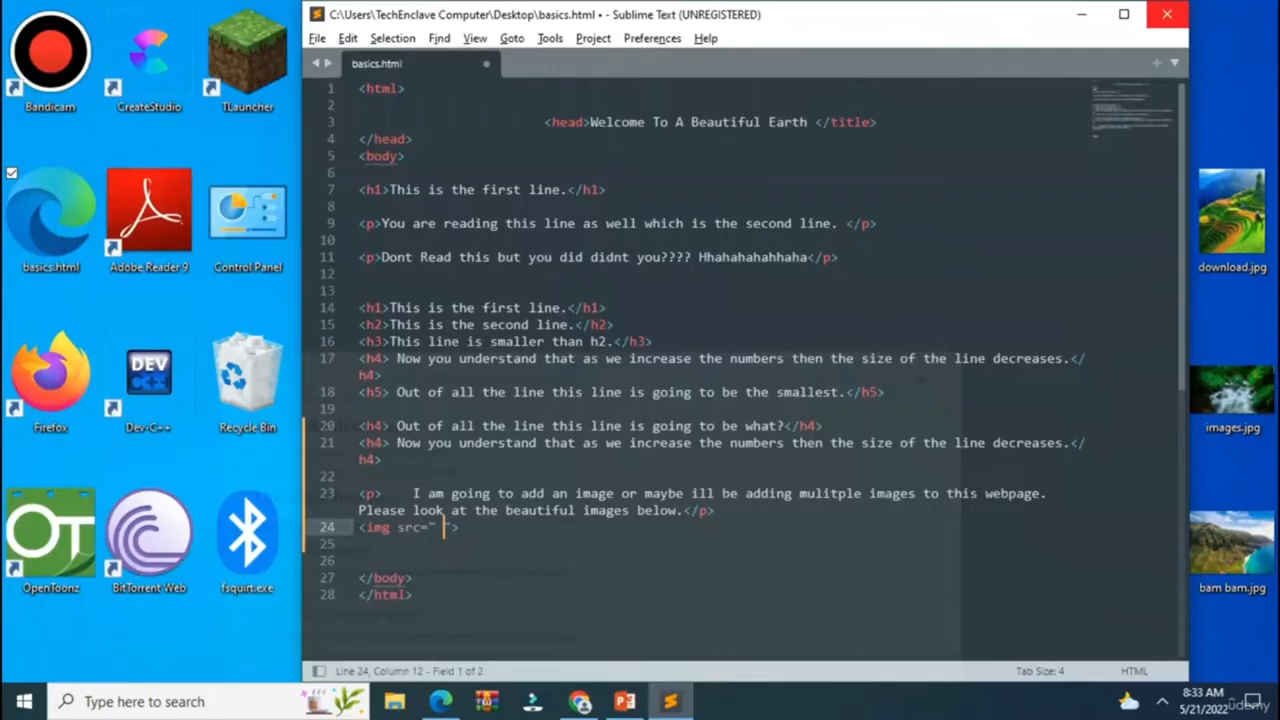 C:\Users\TechEnclave Computer\Desktop\basics.html • - Sublime Text (UNREGISTERED)
File Edit Selection Find View Goto Tools Project Preferences Help
basics.html
1 <html>
2
3 <head>Welcome To A Beautiful Earth </title>
4 </head>
5 <body>
6
7 <h1>This is the first line.</h1>
8
9 <p>You are reading this line as well which is the second line. </p>
10
11 <p>Dont Read this but you did didnt you???? Hhahahahahhaha</p>
12
13
14 <h1>This is the first line.</h1>
15 <h2>This is the second line.</h2>
16 <h3>This line is smaller than h2.</h3>
17 <h4> Now you understand that as we increase the numbers then the size of the line decreases.</
h4>
18 <h5> Out of all the line this line is going to be the smallest.</h5>
19
20 <h4> Out of all the line this line is going to be what?</h4>
21 <h4> Now you understand that as we increase the numbers then the size of the line decreases.</
h4>
22
23 <p> I am going to add an image or maybe ill be adding mulitple images to this webpage.
Please look at the beautiful images below.</p>
24 <img src=" ">
25
26
27 </body>
28 </html>
Line 24, Column 12 - Field 1 of 2
Tab Size: 4
HTML
Bandicam
CreateStudio
TLauncher
basics.html
Adobe Reader 9
Control Panel
Firefox
DEV
C++
Dev-C++
Recycle Bin
OT
OpenToonz
BitTorrent Web
fsquirt.exe
download.jpg
images.jpg
bam bam.jpg
Type here to search
8:33 AM
5/21/2022
udemy